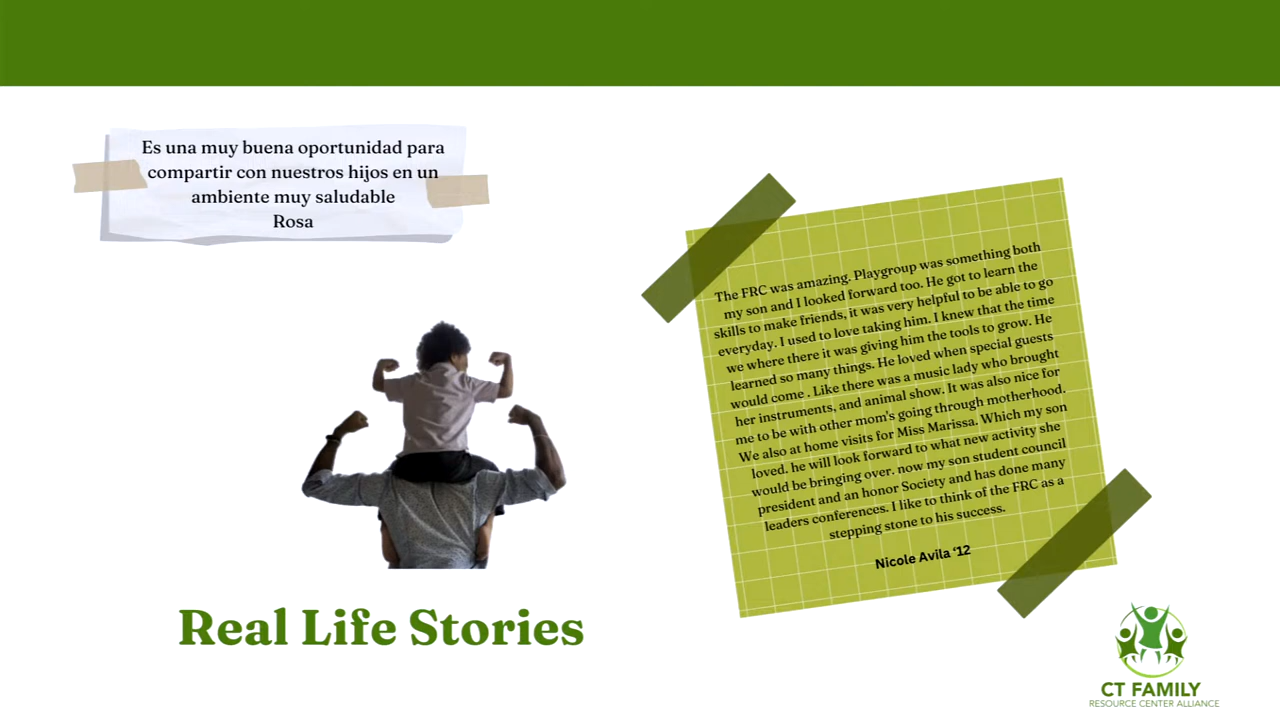 Es una muy buena oportunidad para
compartir con nuestros hijos en un
ambiente muy saludable
Rosa
The FRC was amazing. Playgroup was something both
my son and I looked forward too. He got to learn the
skills to make friends, it was very helpful to be able to go
everyday. I used to love taking him. I knew that the time
we where there it was giving him the tools to grow. He
learned so many things. He loved when special guests
would come . Like there was a music lady who brought
her instruments, and animal show. It was also nice for
me to be with other mom's going through motherhood.
We also at home visits for Miss Marissa. Which my son
loved. he will look forward to what new activity she
would be bringing over. now my son student council
president and an honor Society and has done many
leaders conferences. I like to think of the FRC as a
stepping stone to his success.
Nicole Avila ‘12
Real Life Stories
CT FAMILY
RESOURCE CENTER ALLIANCE